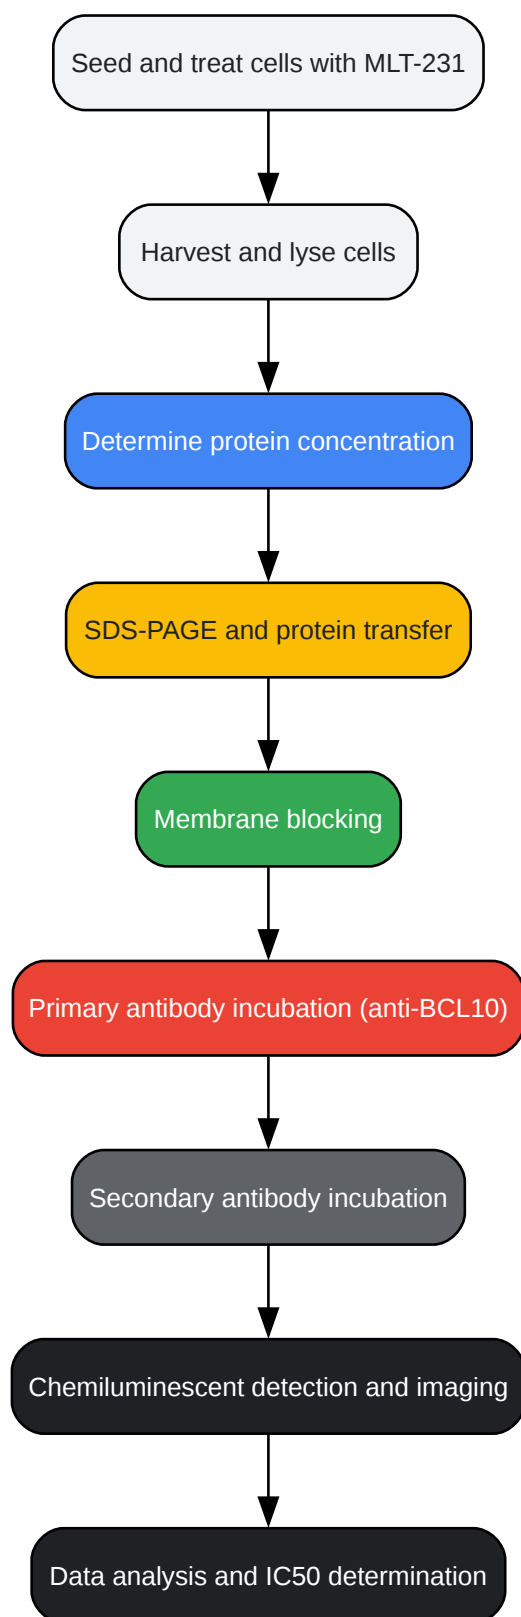 Seed and treat cells with MLT-231
Harvest and lyse cells
Determine protein concentration
SDS-PAGE and protein transfer
Membrane blocking
Primary antibody incubation (anti-BCL10)
Secondary antibody incubation
Chemiluminescent detection and imaging
Data analysis and IC50 determination